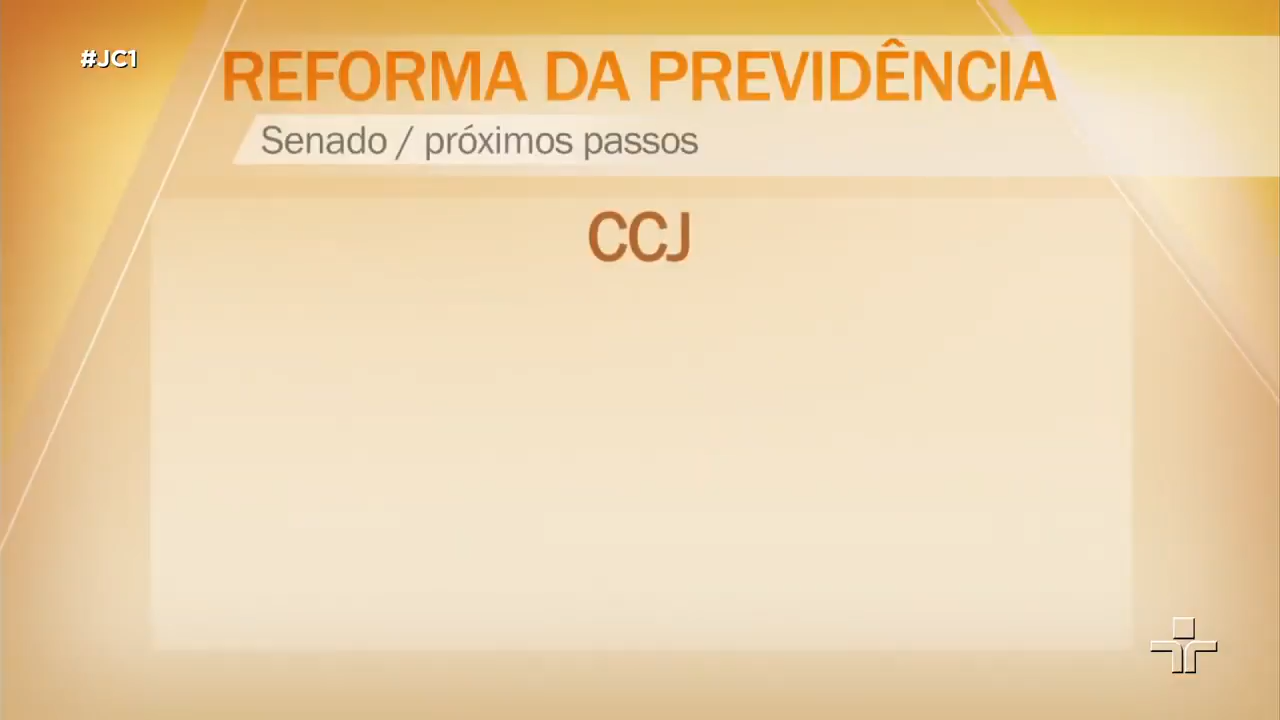 #JC1
REFORMA DA PREVIDÊNCIA
Senado / próximos passos
CCJ